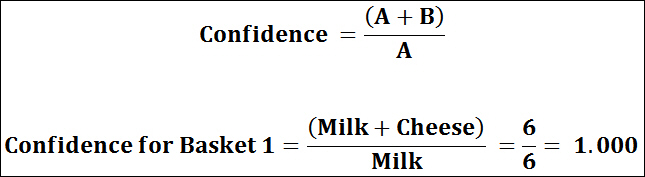 Confidence = (A + B) / A
Confidence for Basket 1 = (Milk + Cheese) / Milk = 6 / 6 = 1.000